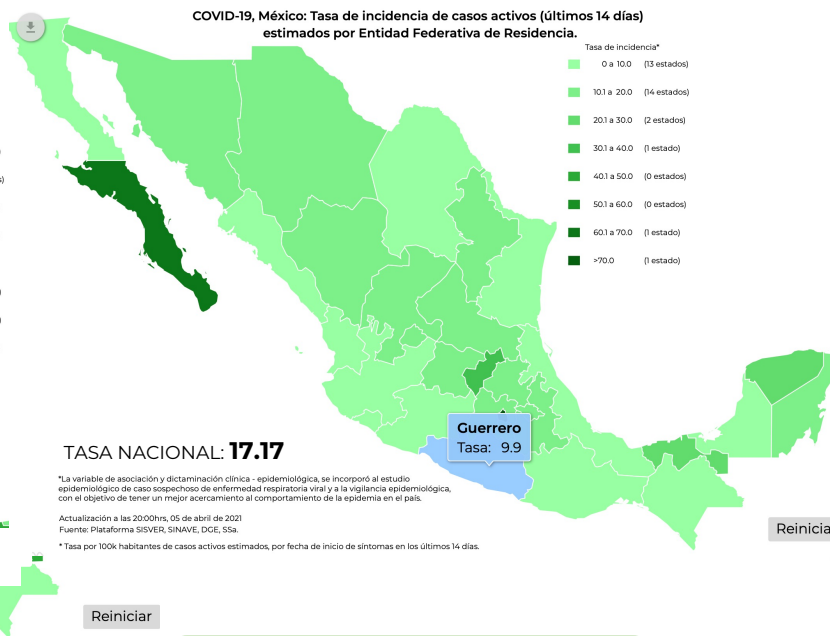 COVID-19, México: Tasa de incidencia de casos activos (últimos 14 días)
estimados por Entidad Federativa de Residencia.
Tasa de incidencia*
0 a 10.0 (13 estados)
10.1 a 20.0 (14 estados)
20.1 a 30.0 (2 estados)
30.1 a 40.0 (1 estado)
40.1 a 50.0 (0 estados)
50.1 a 60.0 (0 estados)
60.1 a 70.0 (1 estado)
>70.0 (1 estado)
Guerrero
Tasa: 9.9
TASA NACIONAL: 17.17
*La variable de asociación y dictaminación clínica - epidemiológica, se incorporó al estudio
epidemiológico de caso sospechoso de enfermedad respiratoria viral y a la vigilancia epidemiológica,
con el objetivo de tener un mejor acercamiento al comportamiento de la epidemia en el país.
Actualización a las 20:00hrs, 05 de abril de 2021
Fuente: Plataforma SISVER, SINAVE, DGE, SSa.
* Tasa por 100k habitantes de casos activos estimados, por fecha de inicio de síntomas en los últimos 14 días.
Reinicia
Reiniciar